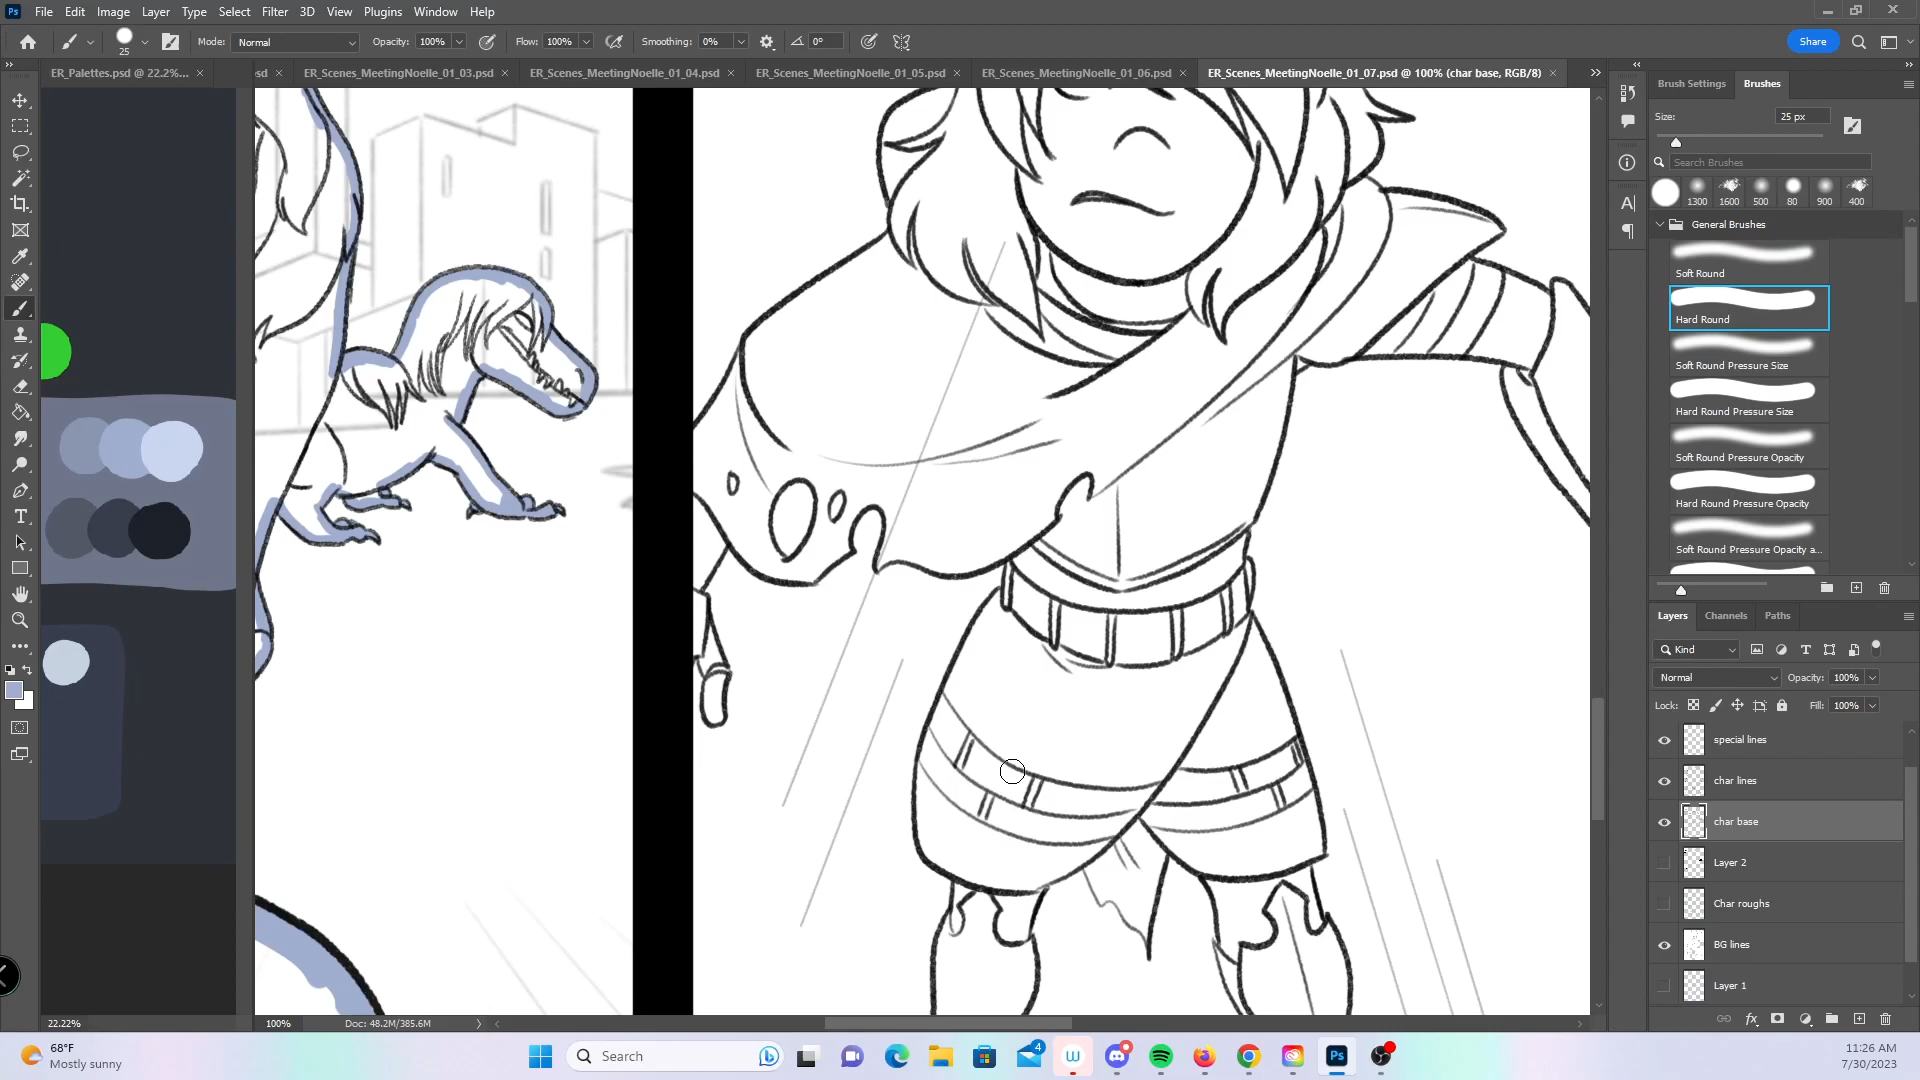 Ps File Edit Image Layer Type Select Filter 3D View Plugins Window Help
25 Mode: Normal Opacity: 100% Flow: 100% Smoothing: 0% 0° Share
ER_Palettes.psd @ 22.2%... sd ER_Scenes_MeetingNoelle_01_03.psd ER_Scenes_MeetingNoelle_01_04.psd ER_Scenes_MeetingNoelle_01_05.psd ER_Scenes_MeetingNoelle_01_06.psd ER_Scenes_MeetingNoelle_01_07.psd @ 100% (char base, RGB/8)
Brush Settings Brushes
Size: 25 px
Search Brushes
1300 1600 500 80 900 400
General Brushes
Soft Round
Hard Round
Soft Round Pressure Size
Hard Round Pressure Size
Soft Round Pressure Opacity
Hard Round Pressure Opacity
Soft Round Pressure Opacity a...
Layers Channels Paths
Kind
Normal Opacity: 100%
Lock: Fill: 100%
special lines
char lines
char base
Layer 2
Char roughs
BG lines
Layer 1
22.22% 100% Doc: 48.2M/385.6M
68°F
Mostly sunny
Search
4
Ps
11:26 AM
7/30/2023